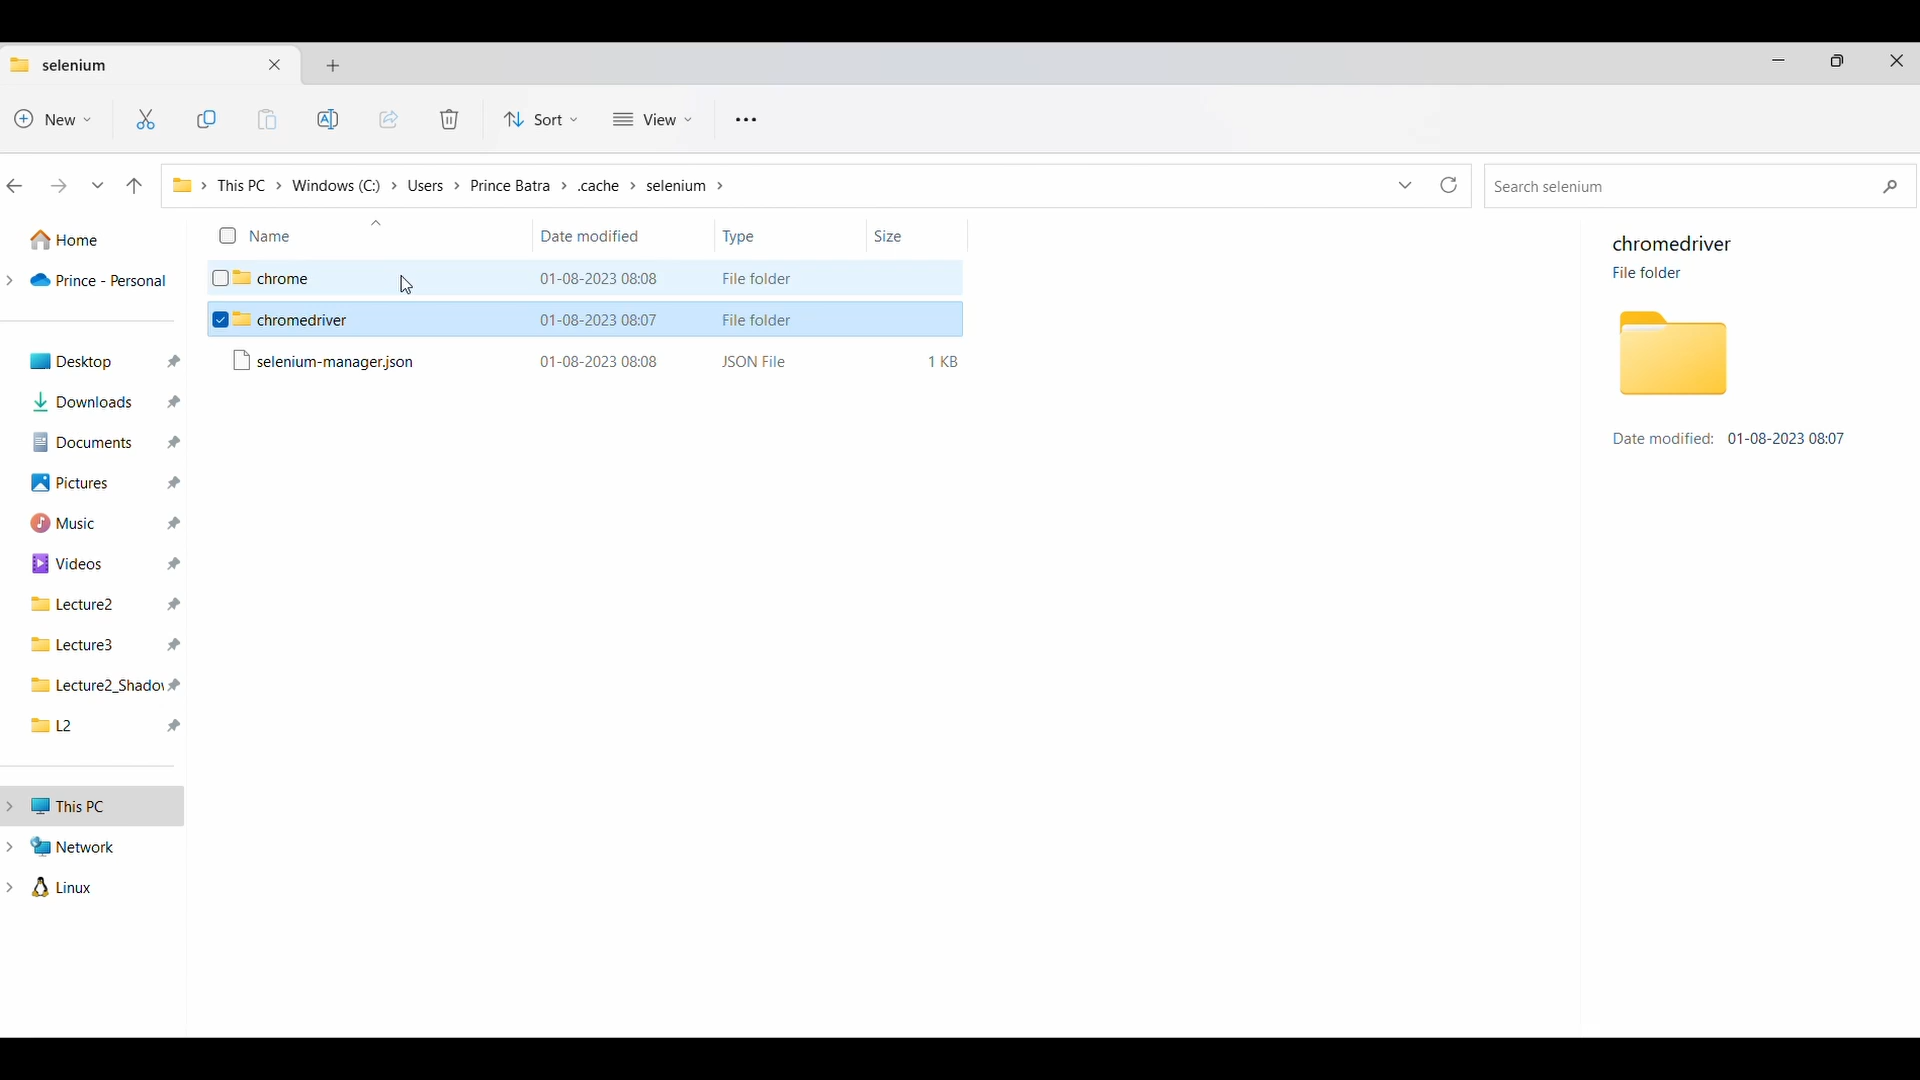 selenium
New
Sort
View
This PC > Windows (C:) > Users > Prince Batra > .cache > selenium >
Search selenium
Home
Prince - Personal
Desktop
Downloads
Documents
Pictures
Music
Videos
Lecture2
Lecture3
Lecture2_Shadov
L2
This PC
Network
Linux
Name Date modified Type Size
chrome 01-08-2023 08:08 File folder
chromedriver 01-08-2023 08:07 File folder
selenium-manager.json 01-08-2023 08:08 JSON File 1 KB
chromedriver
File folder
Date modified: 01-08-2023 08:07